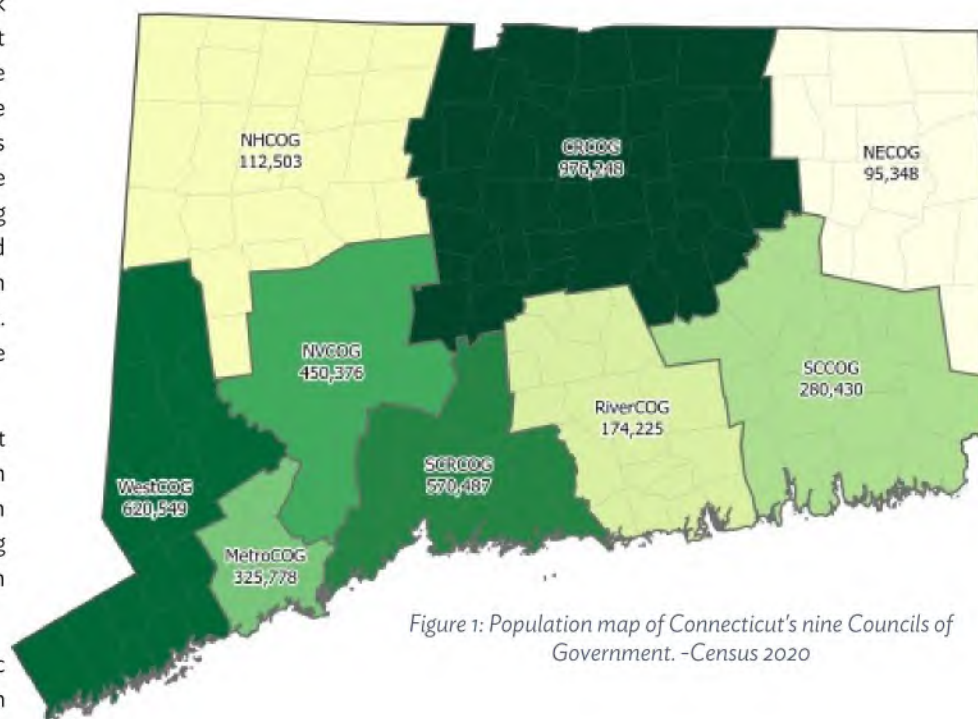 k
t
e
e
s
e
g
d
n
.
e
t
n
n
g
n
c
n
NHCOG
112,503
CRCOG
976,248
NECOG
95,348
NVCOG
450,376
SCCOG
280,430
RiverCOG
174,225
SCRCOG
570,487
WestCOG
620,549
MetroCOG
325,778
Figure 1: Population map of Connecticut's nine Councils of
Government. -Census 2020